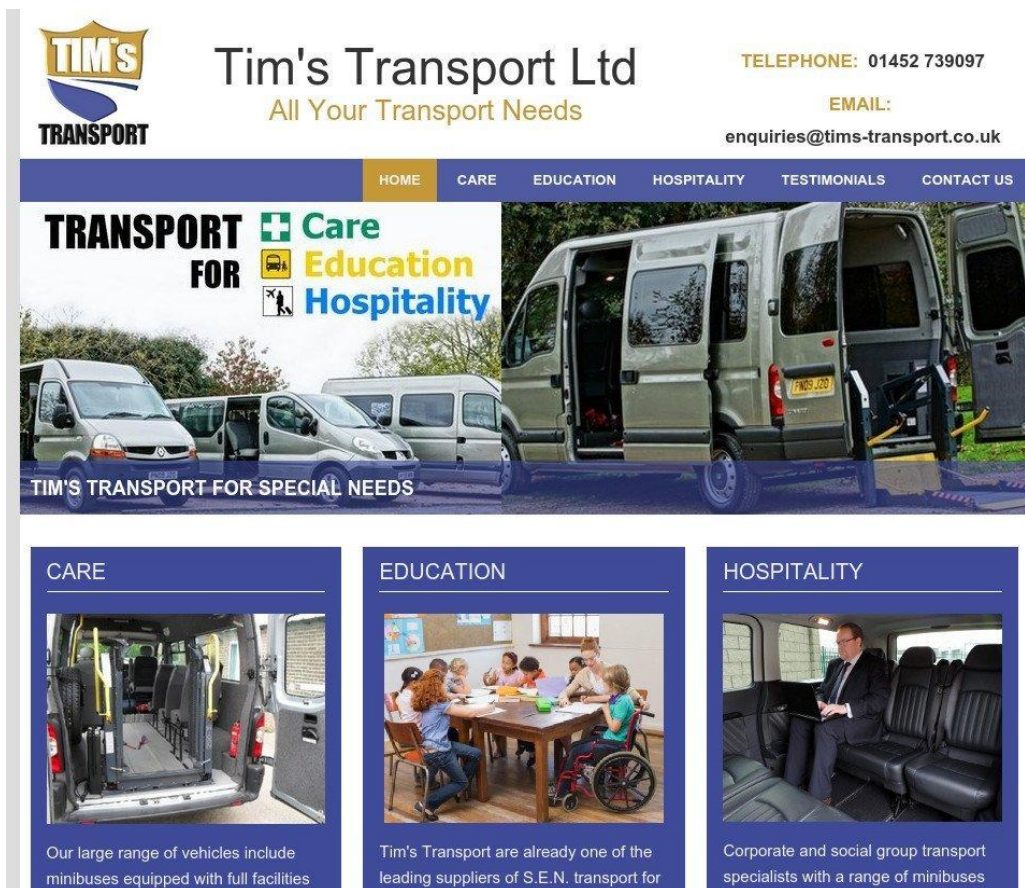 TIM'S
TRANSPORT
Tim's Transport Ltd
All Your Transport Needs
TELEPHONE: 01452 739097
EMAIL:
enquiries@tims-transport.co.uk
HOME CARE EDUCATION HOSPITALITY TESTIMONIALS CONTACT US
TRANSPORT
FOR
Care
Education
Hospitality
PN09 JZO
TIM'S TRANSPORT FOR SPECIAL NEEDS
CARE
Our large range of vehicles include
minibuses equipped with full facilities
EDUCATION
Tim's Transport are already one of the
leading suppliers of S.E.N. transport for
HOSPITALITY
Corporate and social group transport
specialists with a range of minibuses